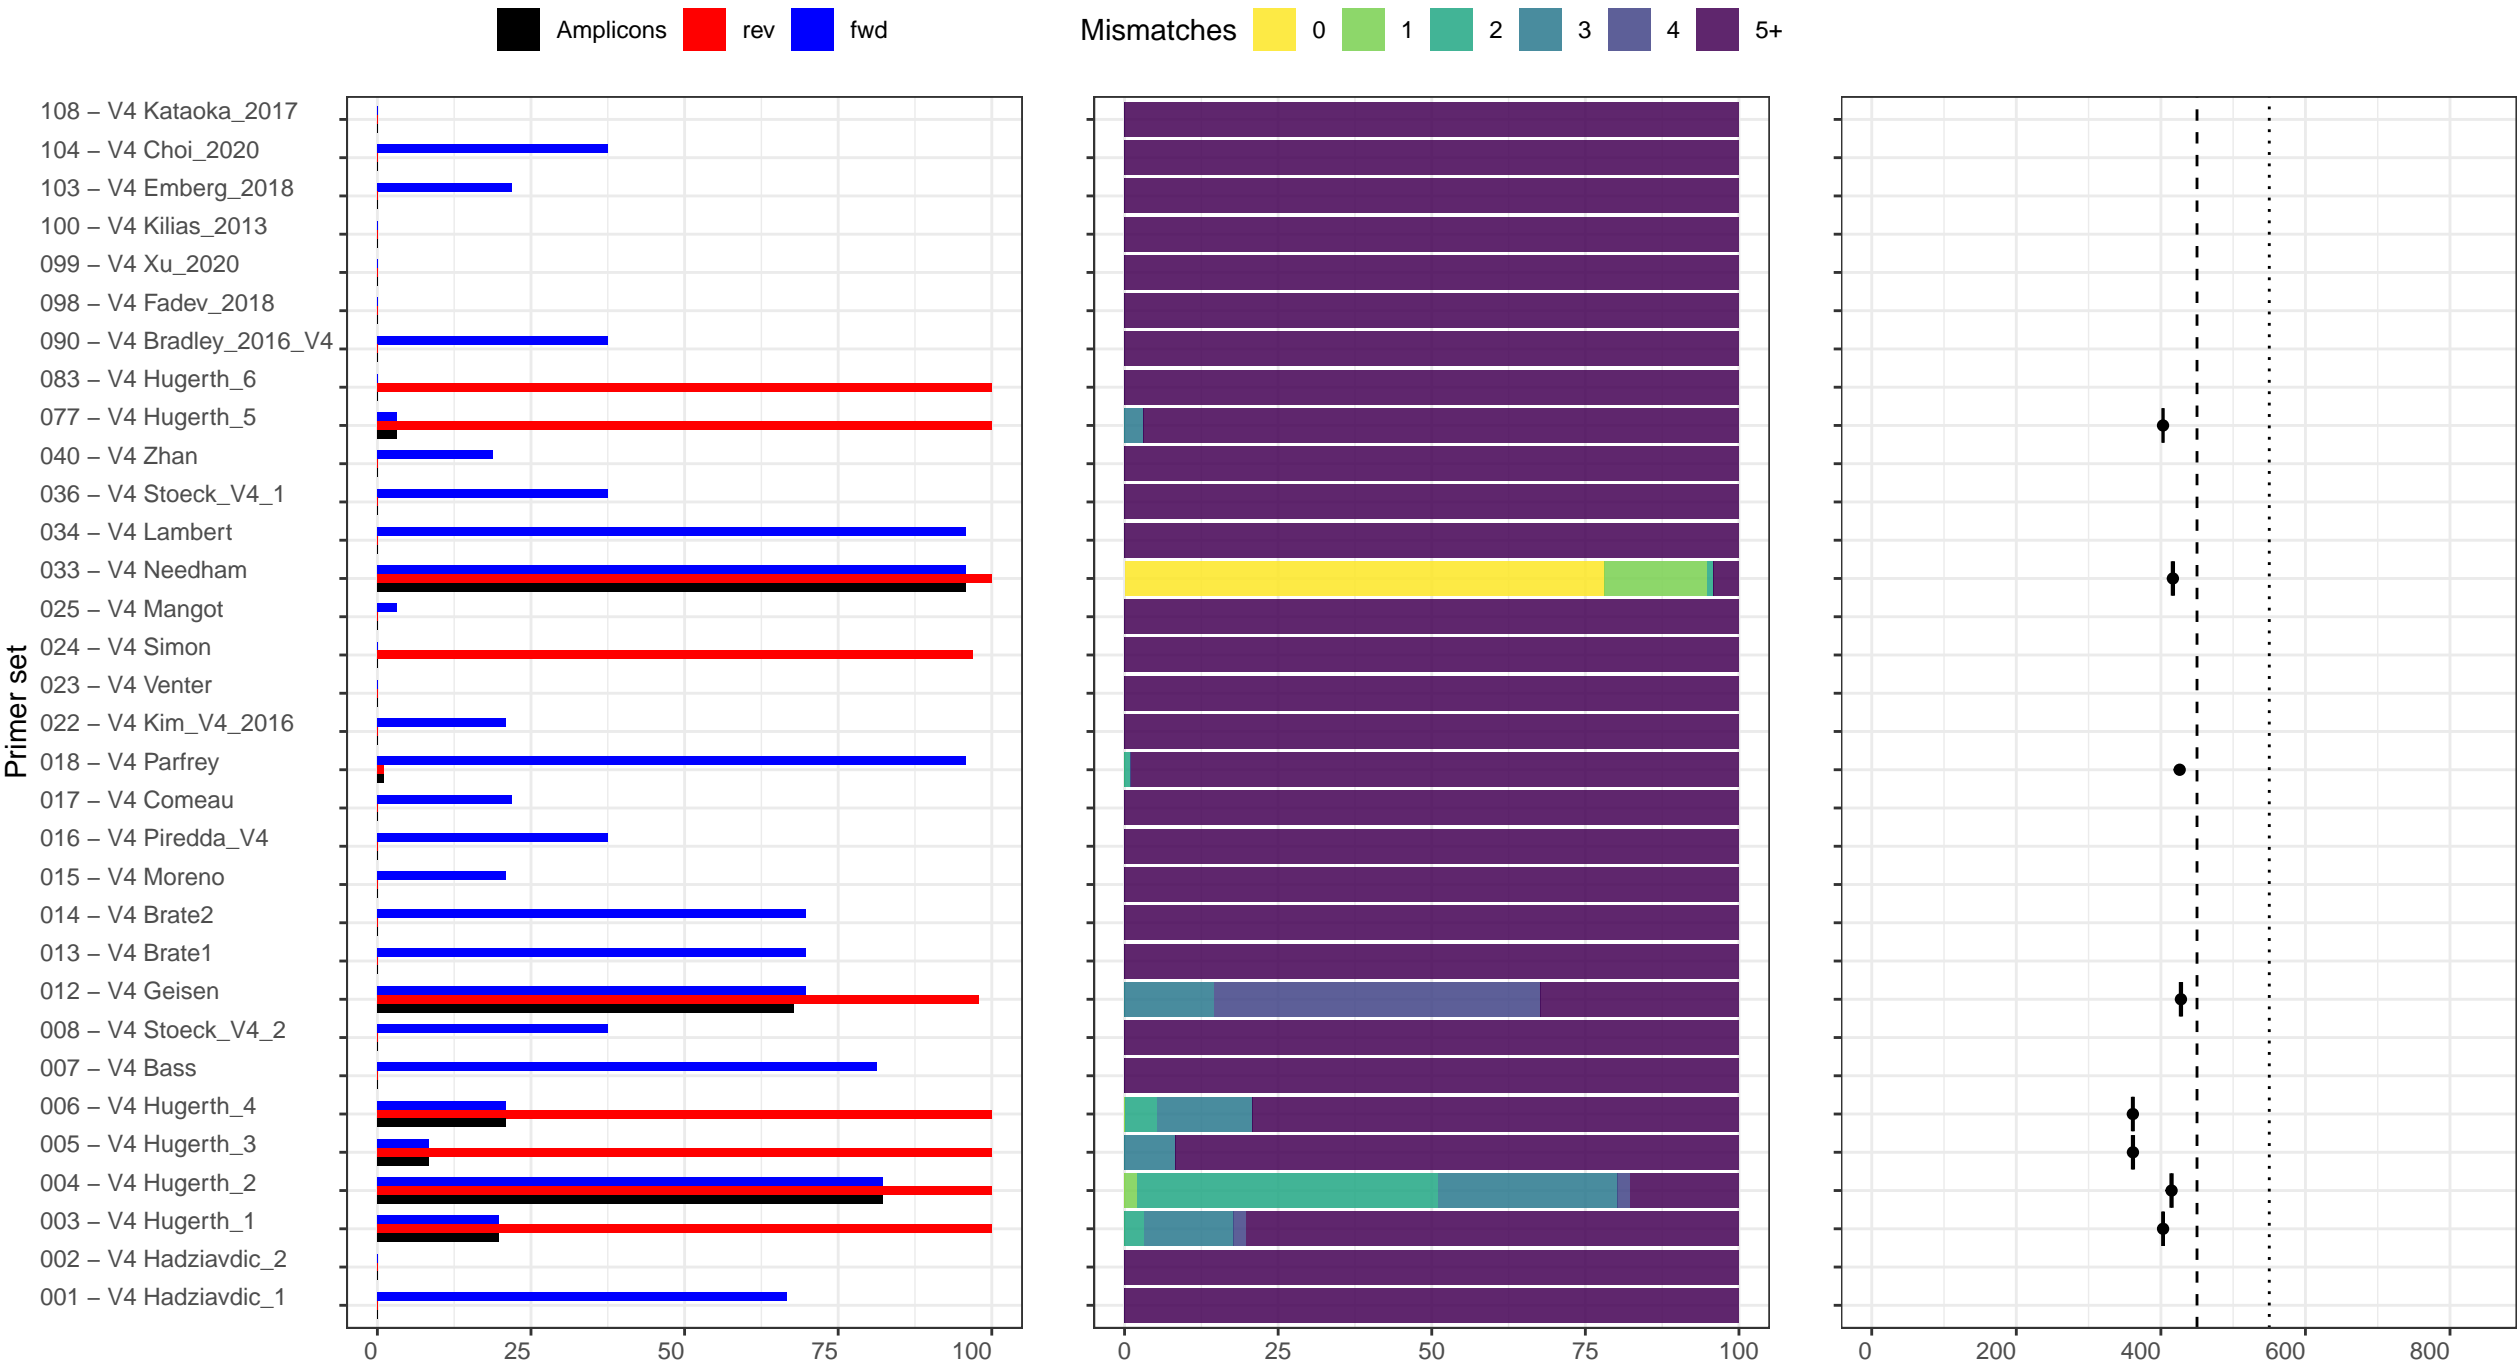 Amplicons rev fwd
Mismatches 0 1 2 3 4 5+
Primer set
108 – V4 Kataoka_2017
104 – V4 Choi_2020
103 – V4 Emberg_2018
100 – V4 Kilias_2013
099 – V4 Xu_2020
098 – V4 Fadev_2018
090 – V4 Bradley_2016_V4
083 – V4 Hugerth_6
077 – V4 Hugerth_5
040 – V4 Zhan
036 – V4 Stoeck_V4_1
034 – V4 Lambert
033 – V4 Needham
025 – V4 Mangot
024 – V4 Simon
023 – V4 Venter
022 – V4 Kim_V4_2016
018 – V4 Parfrey
017 – V4 Comeau
016 – V4 Piredda_V4
015 – V4 Moreno
014 – V4 Brate2
013 – V4 Brate1
012 – V4 Geisen
008 – V4 Stoeck_V4_2
007 – V4 Bass
006 – V4 Hugerth_4
005 – V4 Hugerth_3
004 – V4 Hugerth_2
003 – V4 Hugerth_1
002 – V4 Hadziavdic_2
001 – V4 Hadziavdic_1
0 25 50 75 100
0 25 50 75 100
0 200 400 600 800